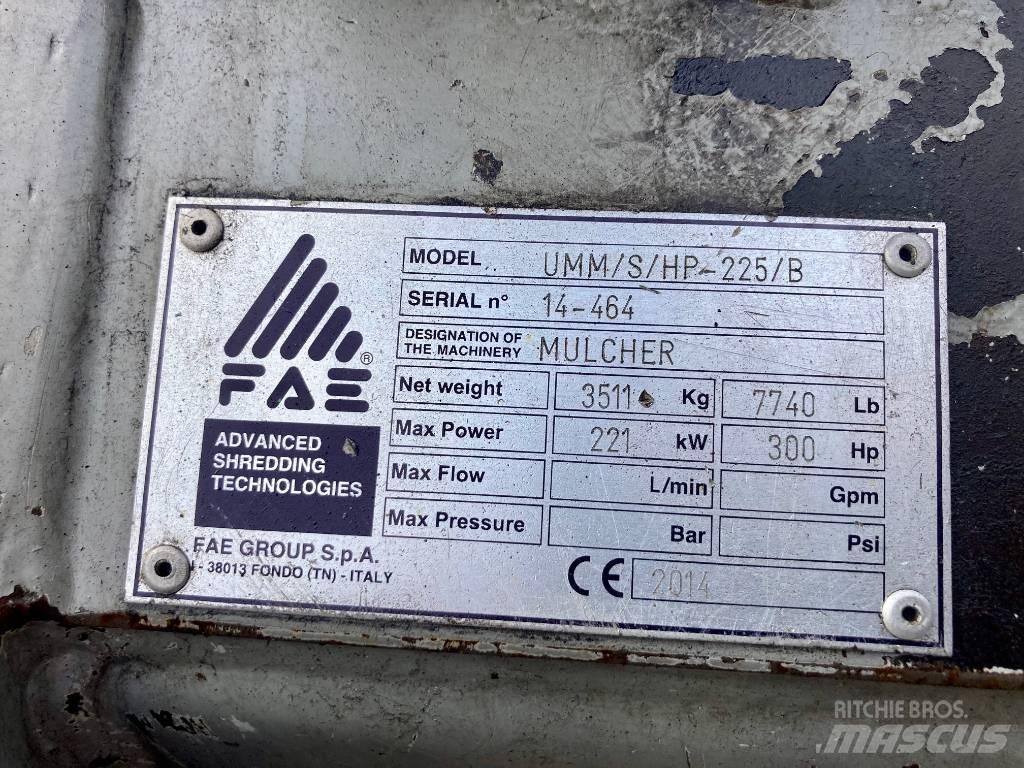 MODEL UMM/S/HP-225/B
SERIAL n° 14-464
DESIGNATION OF
THE MACHINERY MULCHER
Net weight 3511 Kg 7740 Lb
Max Power 221 kW 300 Hp
Max Flow L/min Gpm
Max Pressure Bar Psi
CE 2014
FAE ®
ADVANCED
SHREDDING
TECHNOLOGIES
FAE GROUP S.p.A.
I - 38013 FONDO (TN) - ITALY
RITCHIE BROS.
MASCUS